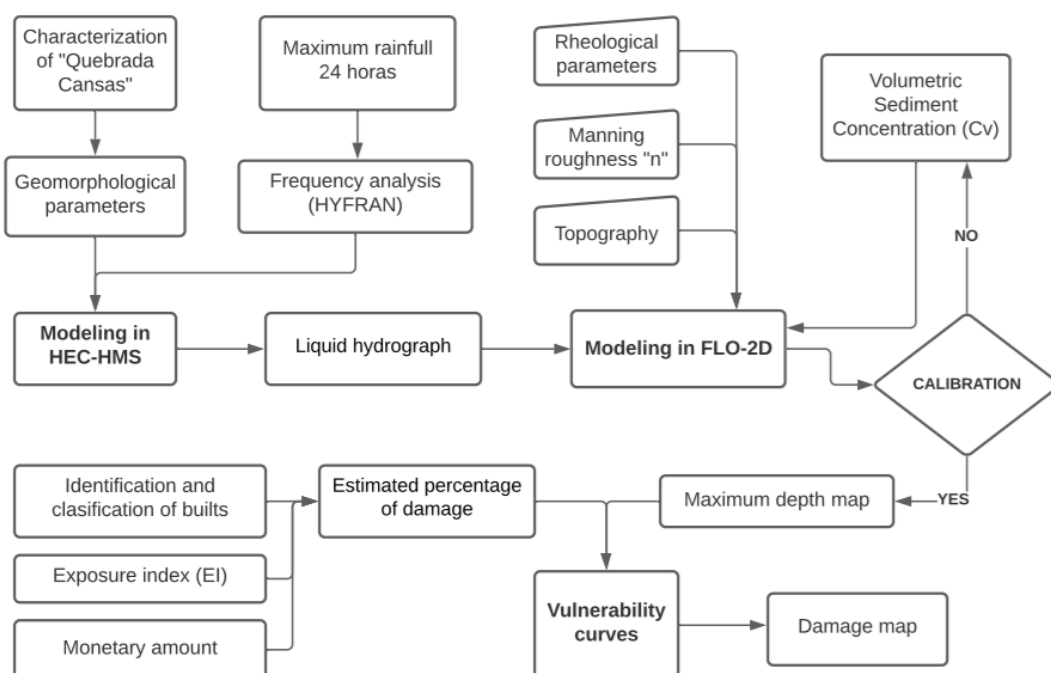 Characterization
of "Quebrada
Cansas"
Maximum rainfull
24 horas
Rheological
parameters
Volumetric
Sediment
Concentration (Cv)
Manning
roughness "n"
Geomorphological
parameters
Frequency analysis
(HYFRAN)
Topography
NO
Modeling in
HEC-HMS
Liquid hydrograph
Modeling in FLO-2D
CALIBRATION
Identification and
clasification of builts
Estimated percentage
of damage
Maximum depth map
YES
Exposure index (EI)
Vulnerability
curves
Damage map
Monetary amount